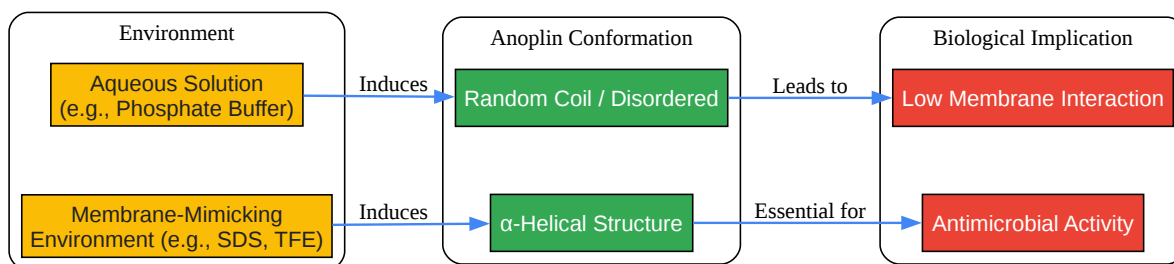 Environment
Anoplin Conformation
Biological Implication
Aqueous Solution
(e.g., Phosphate Buffer)
Induces
Random Coil / Disordered
Leads to
Low Membrane Interaction
Membrane-Mimicking
Environment (e.g., SDS, TFE)
Induces
α-Helical Structure
Essential for
Antimicrobial Activity